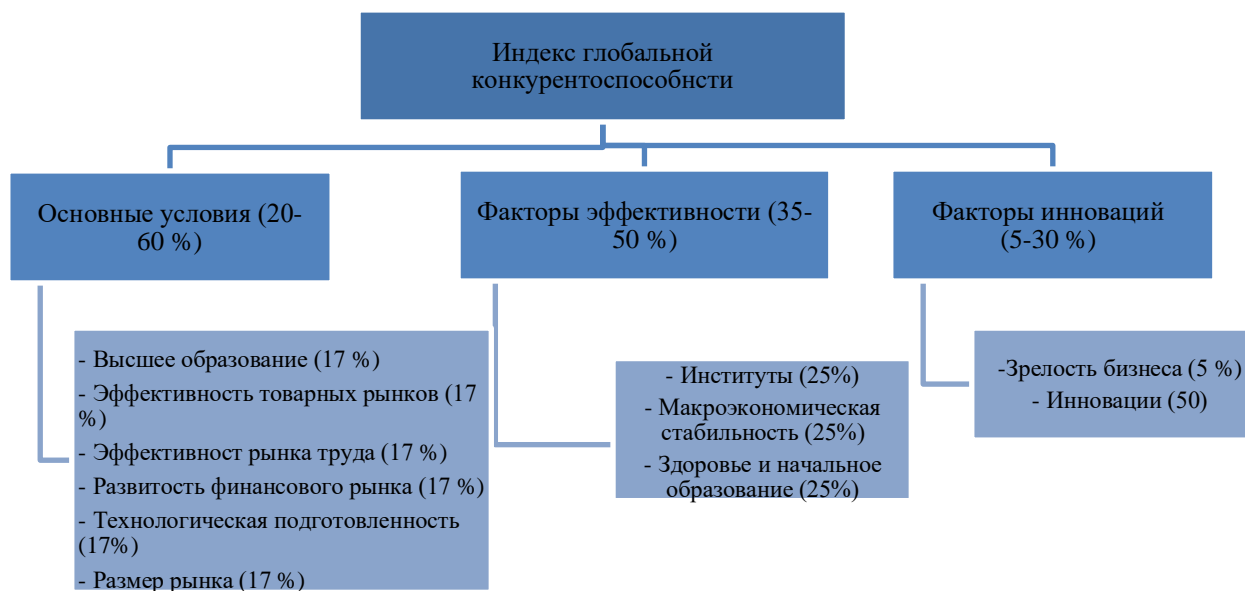 Индекс глобальной
конкурентоспособнсти
Основные условия (20-
60 %)
Факторы эффективности (35-
50 %)
Факторы инноваций
(5-30 %)
- Высшее образование (17 %)
- Эффективность товарных рынков (17
%)
- Эффективност рынка труда (17 %)
- Развитость финансового рынка (17 %)
- Технологическая подготовленность
(17%)
- Размер рынка (17 %)
- Институты (25%)
- Макроэкономическая
стабильность (25%)
- Здоровье и начальное
образование (25%)
-Зрелость бизнеса (5 %)
- Инновации (50)